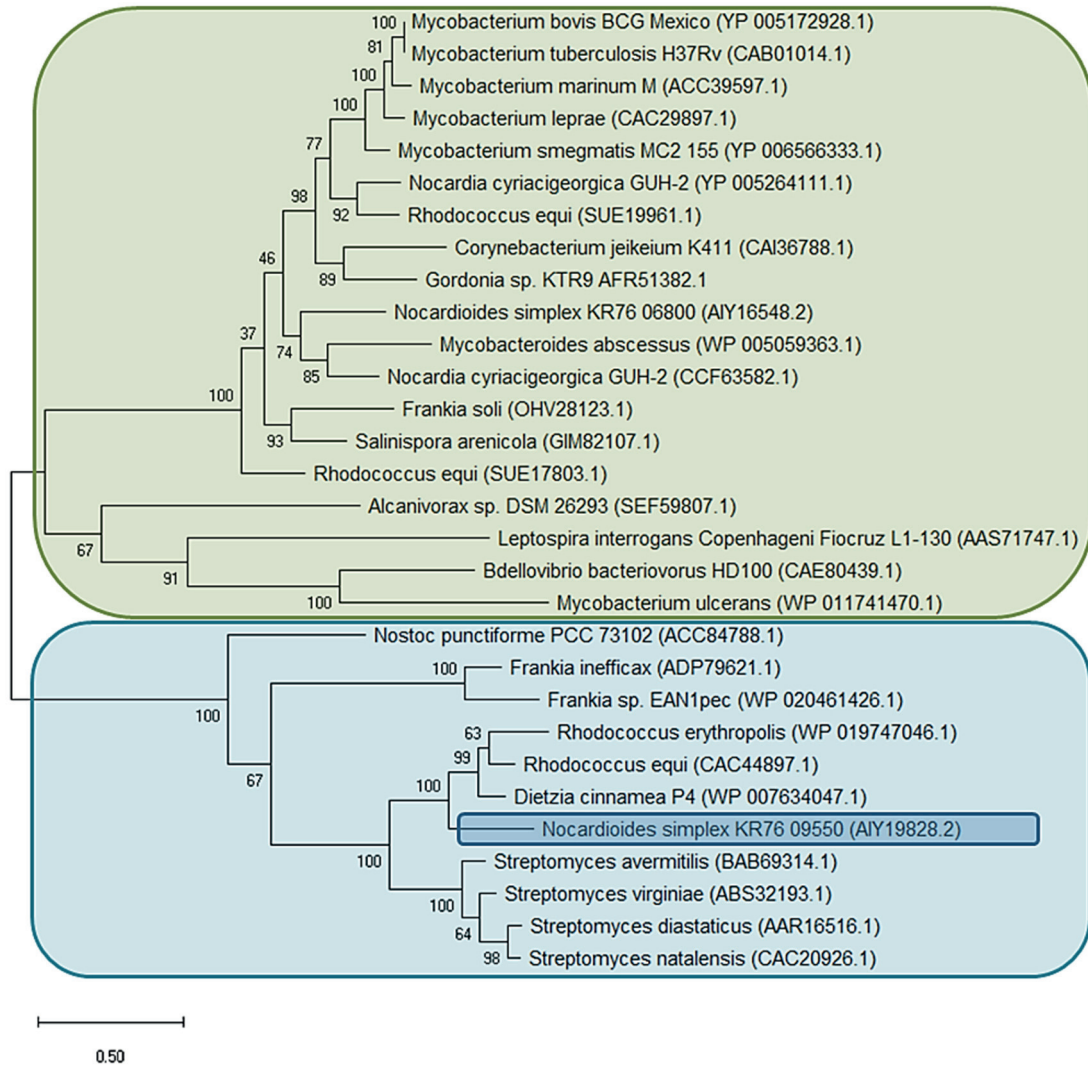 100 Mycobacterium bovis BCG Mexico (YP 005172928.1)
81 Mycobacterium tuberculosis H37Rv (CAB01014.1)
100 Mycobacterium marinum M (ACC39597.1)
100 Mycobacterium leprae (CAC29897.1)
77 Mycobacterium smegmatis MC2 155 (YP 006566333.1)
98 Nocardia cyriacigeorgica GUH-2 (YP 005264111.1)
92 Rhodococcus equi (SUE19961.1)
46 Corynebacterium jeikeium K411 (CAI36788.1)
89 Gordonia sp. KTR9 AFR51382.1
37 Nocardioides simplex KR76 06800 (AIY16548.2)
74 Mycobacteroides abscessus (WP 005059363.1)
85 Nocardia cyriacigeorgica GUH-2 (CCF63582.1)
100 Frankia soli (OHV28123.1)
93 Salinispora arenicola (GIM82107.1)
Rhodococcus equi (SUE17803.1)
Alcanivorax sp. DSM 26293 (SEF59807.1)
67 Leptospira interrogans Copenhageni Fiocruz L1-130 (AAS71747.1)
91 Bdellovibrio bacteriovorus HD100 (CAE80439.1)
100 Mycobacterium ulcerans (WP 011741470.1)
Nostoc punctiforme PCC 73102 (ACC84788.1)
100 Frankia inefficax (ADP79621.1)
Frankia sp. EAN1pec (WP 020461426.1)
100
63 Rhodococcus erythropolis (WP 019747046.1)
99 Rhodococcus equi (CAC44897.1)
67 100 Dietzia cinnamea P4 (WP 007634047.1)
Nocardioides simplex KR76 09550 (AIY19828.2)
100 Streptomyces avermitilis (BAB69314.1)
100 Streptomyces virginiae (ABS32193.1)
64 Streptomyces diastaticus (AAR16516.1)
98 Streptomyces natalensis (CAC20926.1)
0.50